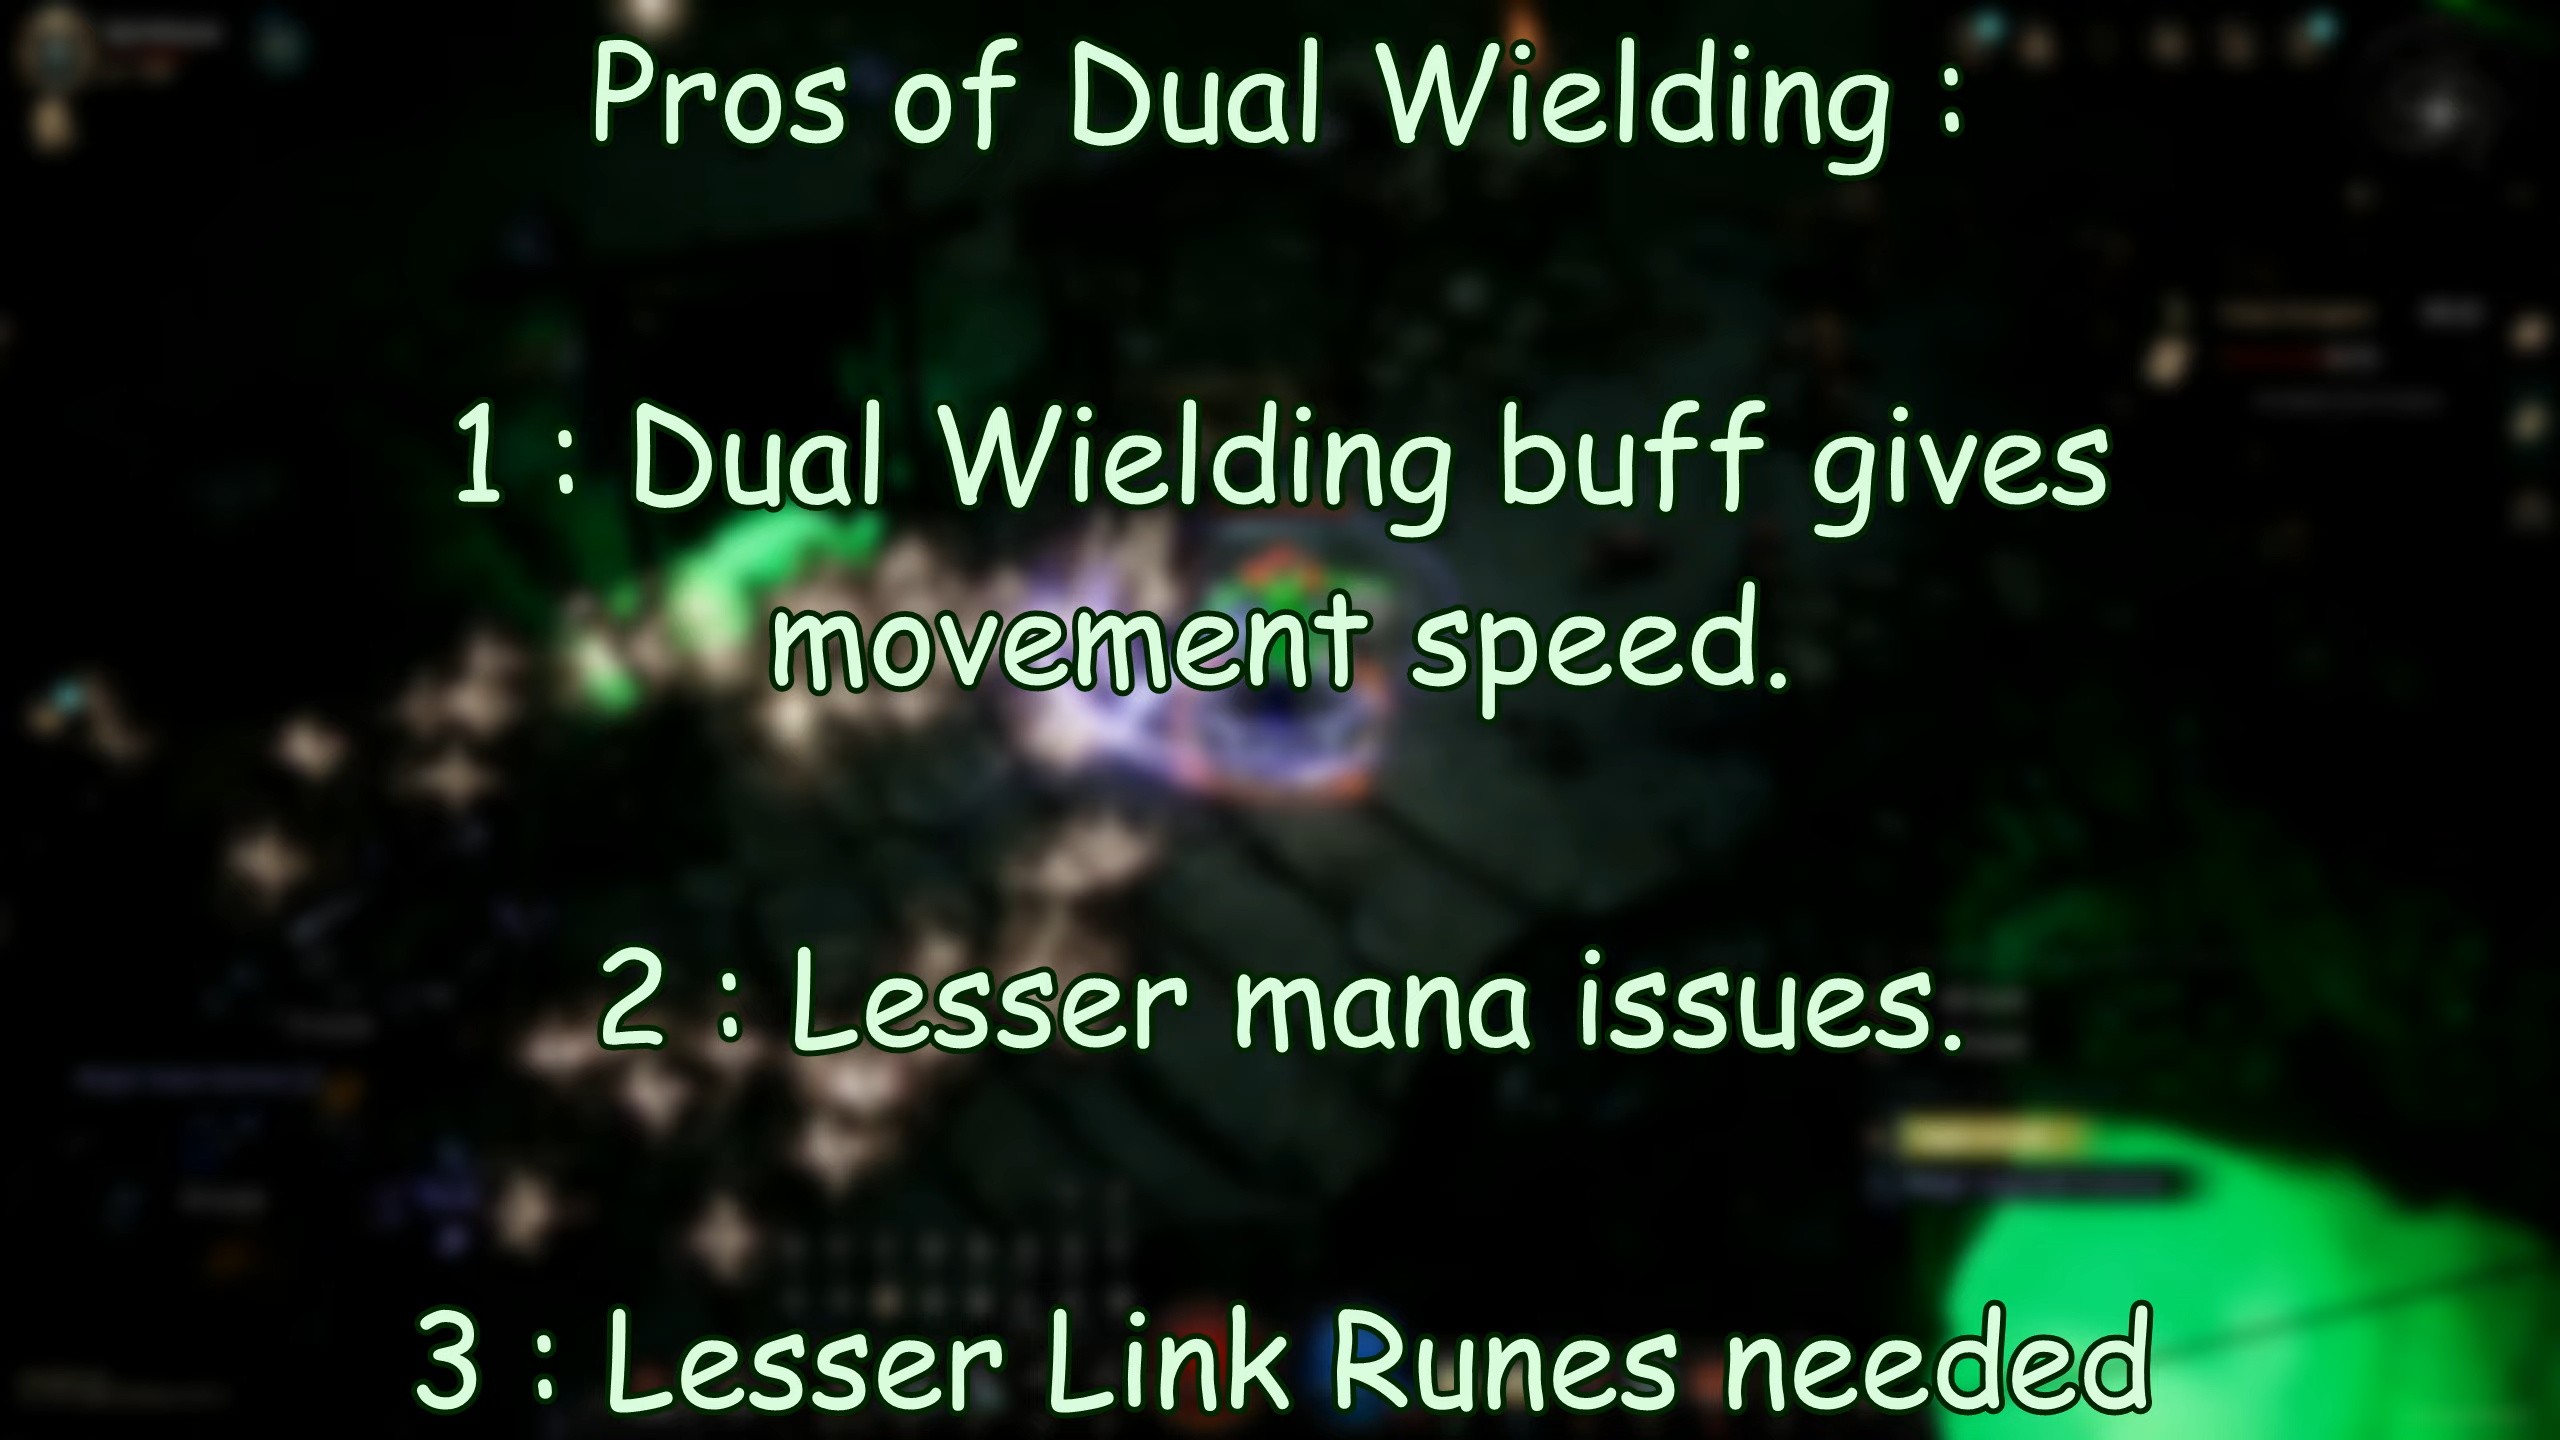 Pros of Dual Wielding :
1 : Dual Wielding buff gives
movement speed.
2 : Lesser mana issues.
3 : Lesser Link Runes needed